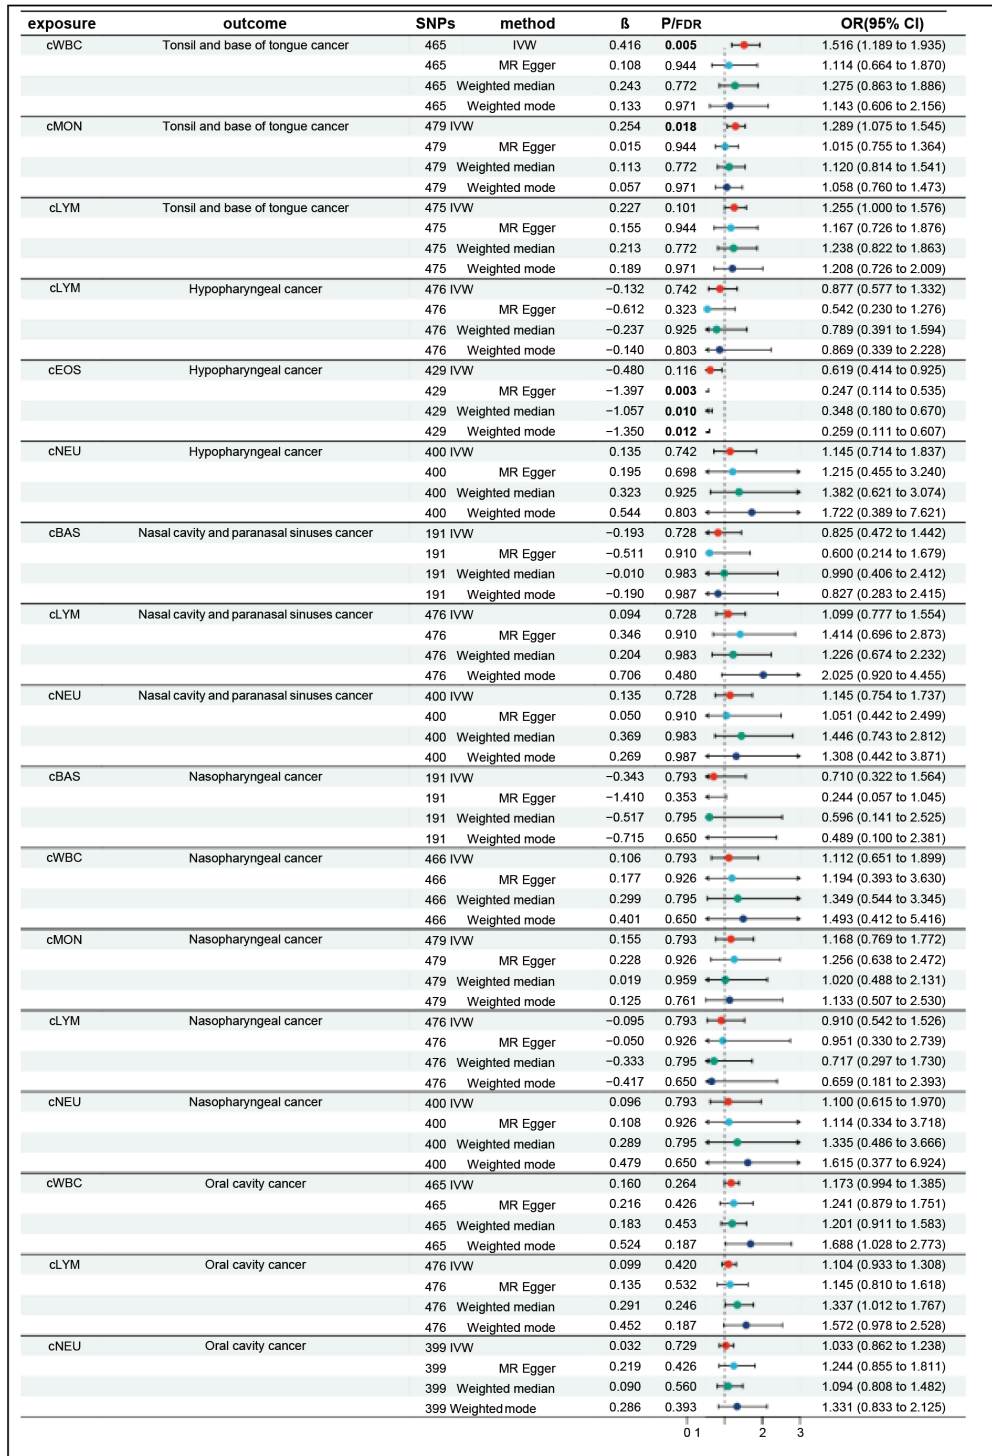 exposure outcome SNPs method ß P/FDR OR(95% CI)
cWBC Tonsil and base of tongue cancer 465 IVW 0.416 0.005 1.516 (1.189 to 1.935)
465 MR Egger 0.108 0.944 1.114 (0.664 to 1.870)
465 Weighted median 0.243 0.772 1.275 (0.863 to 1.886)
465 Weighted mode 0.133 0.971 1.143 (0.606 to 2.156)
cMON Tonsil and base of tongue cancer 479 IVW 0.254 0.018 1.289 (1.075 to 1.545)
479 MR Egger 0.015 0.944 1.015 (0.755 to 1.364)
479 Weighted median 0.113 0.772 1.120 (0.814 to 1.541)
479 Weighted mode 0.057 0.971 1.058 (0.760 to 1.473)
cLYM Tonsil and base of tongue cancer 475 IVW 0.227 0.101 1.255 (1.000 to 1.576)
475 MR Egger 0.155 0.944 1.167 (0.726 to 1.876)
475 Weighted median 0.213 0.772 1.238 (0.822 to 1.863)
475 Weighted mode 0.189 0.971 1.208 (0.726 to 2.009)
cLYM Hypopharyngeal cancer 476 IVW −0.132 0.742 0.877 (0.577 to 1.332)
476 MR Egger −0.612 0.323 0.542 (0.230 to 1.276)
476 Weighted median −0.237 0.925 0.789 (0.391 to 1.594)
476 Weighted mode −0.140 0.803 0.869 (0.339 to 2.228)
cEOS Hypopharyngeal cancer 429 IVW −0.480 0.116 0.619 (0.414 to 0.925)
429 MR Egger −1.397 0.003 0.247 (0.114 to 0.535)
429 Weighted median −1.057 0.010 0.348 (0.180 to 0.670)
429 Weighted mode −1.350 0.012 0.259 (0.111 to 0.607)
cNEU Hypopharyngeal cancer 400 IVW 0.135 0.742 1.145 (0.714 to 1.837)
400 MR Egger 0.195 0.698 1.215 (0.455 to 3.240)
400 Weighted median 0.323 0.925 1.382 (0.621 to 3.074)
400 Weighted mode 0.544 0.803 1.722 (0.389 to 7.621)
cBAS Nasal cavity and paranasal sinuses cancer 191 IVW −0.193 0.728 0.825 (0.472 to 1.442)
191 MR Egger −0.511 0.910 0.600 (0.214 to 1.679)
191 Weighted median −0.010 0.983 0.990 (0.406 to 2.412)
191 Weighted mode −0.190 0.987 0.827 (0.283 to 2.415)
cLYM Nasal cavity and paranasal sinuses cancer 476 IVW 0.094 0.728 1.099 (0.777 to 1.554)
476 MR Egger 0.346 0.910 1.414 (0.696 to 2.873)
476 Weighted median 0.204 0.983 1.226 (0.674 to 2.232)
476 Weighted mode 0.706 0.480 2.025 (0.920 to 4.455)
cNEU Nasal cavity and paranasal sinuses cancer 400 IVW 0.135 0.728 1.145 (0.754 to 1.737)
400 MR Egger 0.050 0.910 1.051 (0.442 to 2.499)
400 Weighted median 0.369 0.983 1.446 (0.743 to 2.812)
400 Weighted mode 0.269 0.987 1.308 (0.442 to 3.871)
cBAS Nasopharyngeal cancer 191 IVW −0.343 0.793 0.710 (0.322 to 1.564)
191 MR Egger −1.410 0.353 0.244 (0.057 to 1.045)
191 Weighted median −0.517 0.795 0.596 (0.141 to 2.525)
191 Weighted mode −0.715 0.650 0.489 (0.100 to 2.381)
cWBC Nasopharyngeal cancer 466 IVW 0.106 0.793 1.112 (0.651 to 1.899)
466 MR Egger 0.177 0.926 1.194 (0.393 to 3.630)
466 Weighted median 0.299 0.795 1.349 (0.544 to 3.345)
466 Weighted mode 0.401 0.650 1.493 (0.412 to 5.416)
cMON Nasopharyngeal cancer 479 IVW 0.155 0.793 1.168 (0.769 to 1.772)
479 MR Egger 0.228 0.926 1.256 (0.638 to 2.472)
479 Weighted median 0.019 0.959 1.020 (0.488 to 2.131)
479 Weighted mode 0.125 0.761 1.133 (0.507 to 2.530)
cLYM Nasopharyngeal cancer 476 IVW −0.095 0.793 0.910 (0.542 to 1.526)
476 MR Egger −0.050 0.926 0.951 (0.330 to 2.739)
476 Weighted median −0.333 0.795 0.717 (0.297 to 1.730)
476 Weighted mode −0.417 0.650 0.659 (0.181 to 2.393)
cNEU Nasopharyngeal cancer 400 IVW 0.096 0.793 1.100 (0.615 to 1.970)
400 MR Egger 0.108 0.926 1.114 (0.334 to 3.718)
400 Weighted median 0.289 0.795 1.335 (0.486 to 3.666)
400 Weighted mode 0.479 0.650 1.615 (0.377 to 6.924)
cWBC Oral cavity cancer 465 IVW 0.160 0.264 1.173 (0.994 to 1.385)
465 MR Egger 0.216 0.426 1.241 (0.879 to 1.751)
465 Weighted median 0.183 0.453 1.201 (0.911 to 1.583)
465 Weighted mode 0.524 0.187 1.688 (1.028 to 2.773)
cLYM Oral cavity cancer 476 IVW 0.099 0.420 1.104 (0.933 to 1.308)
476 MR Egger 0.135 0.532 1.145 (0.810 to 1.618)
476 Weighted median 0.291 0.246 1.337 (1.012 to 1.767)
476 Weighted mode 0.452 0.187 1.572 (0.978 to 2.528)
cNEU Oral cavity cancer 399 IVW 0.032 0.729 1.033 (0.862 to 1.238)
399 MR Egger 0.219 0.426 1.244 (0.855 to 1.811)
399 Weighted median 0.090 0.560 1.094 (0.808 to 1.482)
399 Weighted mode 0.286 0.393 1.331 (0.833 to 2.125)
0 1 2 3